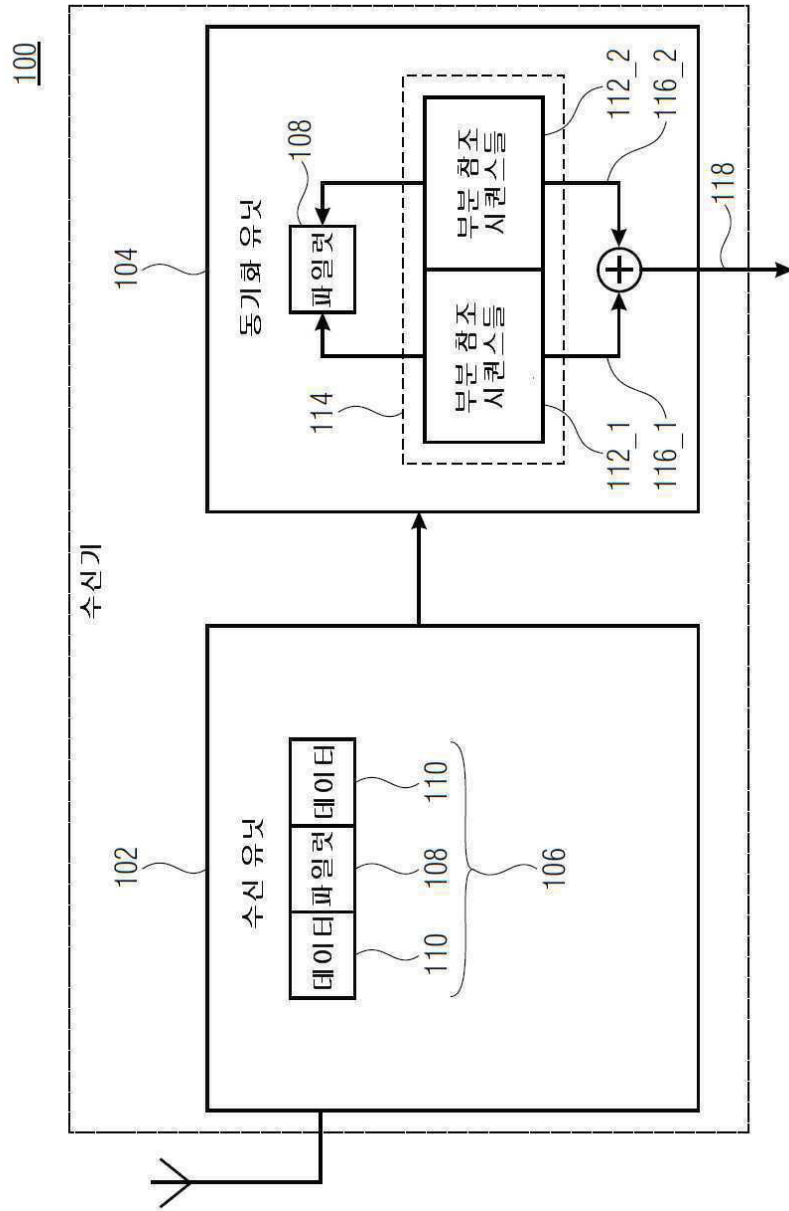 100
수신기
102
수신 유닛
데이터 파일럿 데이터
110 108 110
106
104
동기화 유닛
108
파일럿
114
부분 참조
시퀀스들
부분 참조
시퀀스들
112_1
116_1
112_2
116_2
118